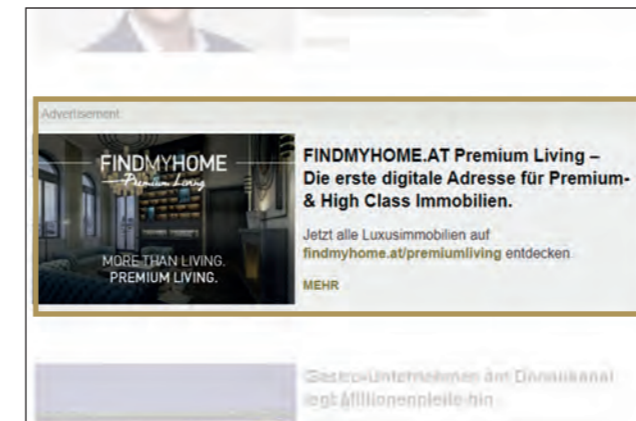 Advertisement
FINDMYHOME
Premium Living
MORE THAN LIVING.
PREMIUM LIVING.
FINDMYHOME.AT Premium Living –
Die erste digitale Adresse für Premium-
& High Class Immobilien.
Jetzt alle Luxusimmobilien auf
findmyhome.at/premiumliving entdecken
MEHR
Gastro-Unternehmen am Donaukanal
legt Millionenpleite hin